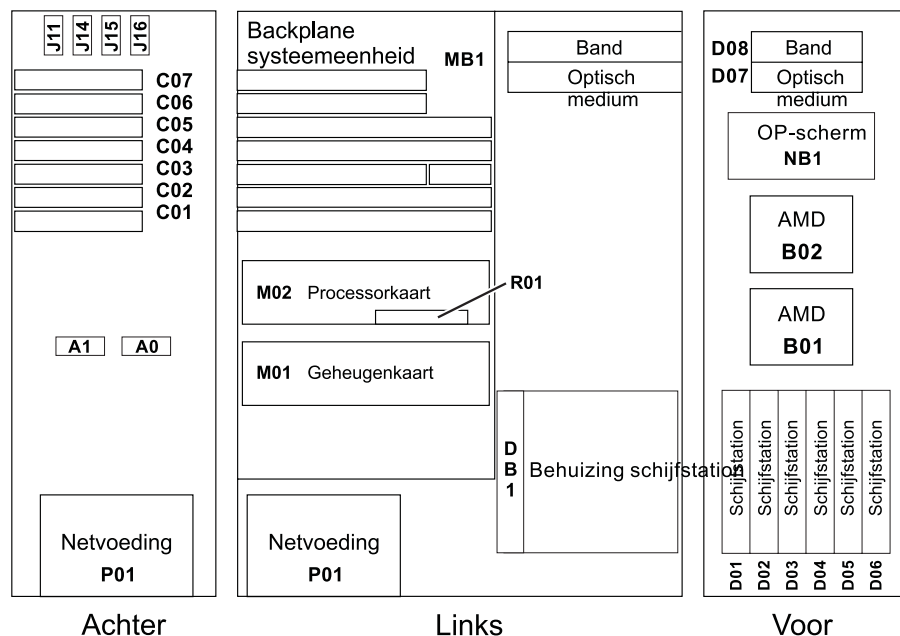 J11
J14
J15
J16
C07
C06
C05
C04
C03
C02
C01
A1
A0
Netvoeding
P01
Achter
Backplane
systeemeenheid
MB1
Band
Optisch
medium
M02 Processorkaart
R01
M01 Geheugenkaart
D
B
1
Behuizing schijfstation
Netvoeding
P01
Links
D08
Band
D07
Optisch
medium
OP-scherm
NB1
AMD
B02
AMD
B01
Schijfstation
Schijfstation
Schijfstation
Schijfstation
Schijfstation
Schijfstation
D01
D02
D03
D04
D05
D06
Voor